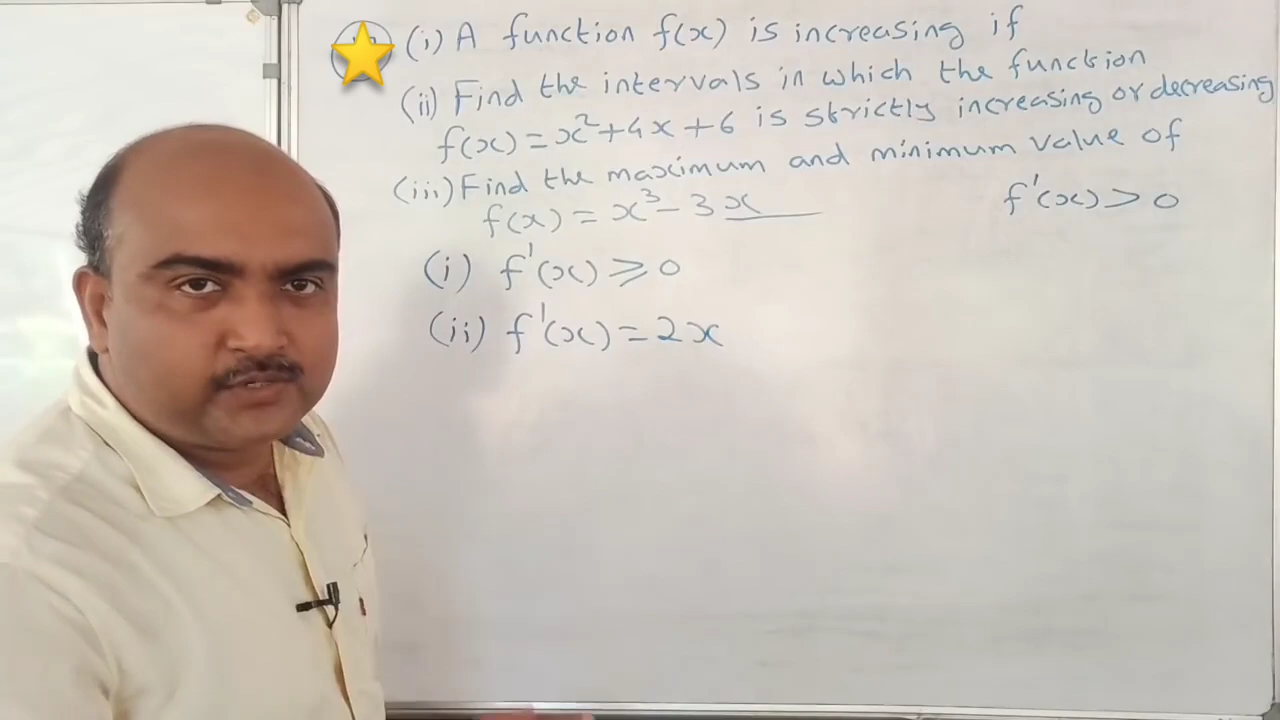 (i) A function f(x) is increasing if
(ii) Find the intervals in which the function
f(x) = x² + 4x + 6 is strictly increasing or decreasing
(iii) Find the maximum and minimum value of
f(x) = x³ - 3x
f'(x) > 0
(i) f'(x) ⩾ 0
(ii) f'(x) = 2x